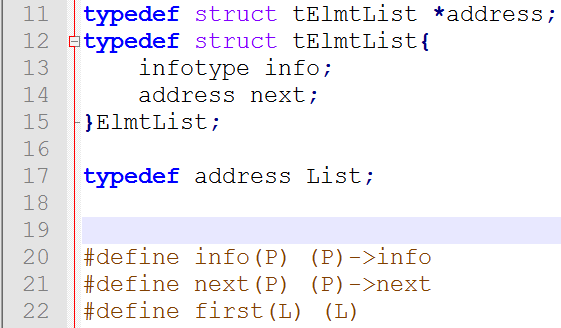 11 typedef struct tElmtList *address;
12 typedef struct tElmtList{
13     infotype info;
14     address next;
15 }ElmtList;
16
17 typedef address List;
18
19
20 #define info(P) (P)->info
21 #define next(P) (P)->next
22 #define first(L) (L)